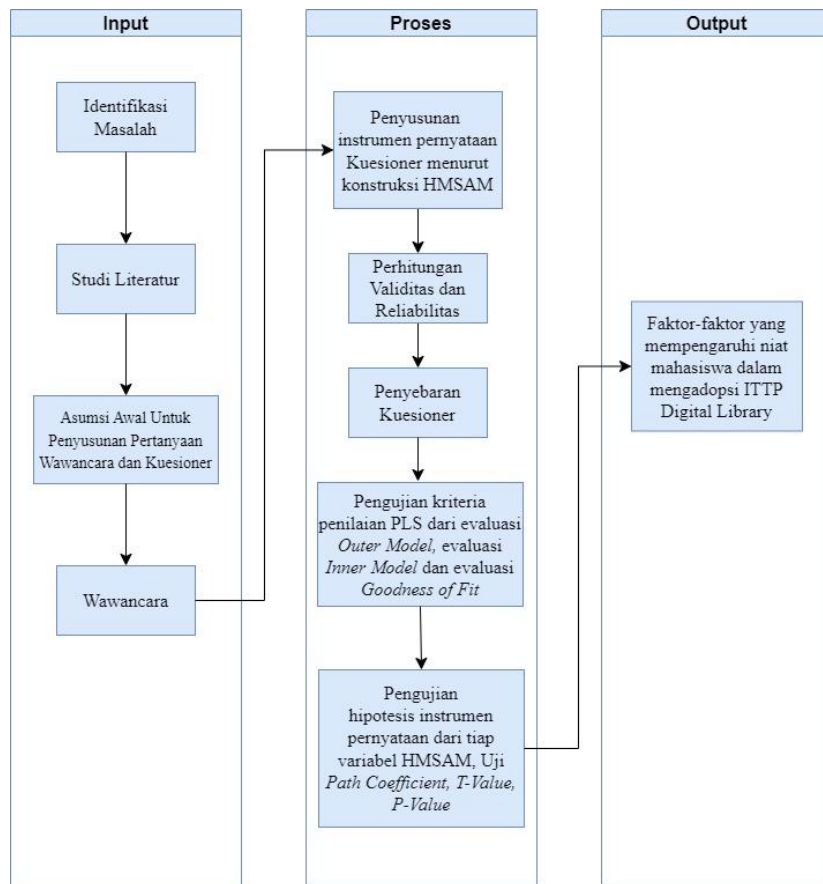 Input
Identifikasi
Masalah
Studi Literatur
Asumsi Awal Untuk
Penyusunan Pertanyaan
Wawancara dan Kuesioner
Wawancara
Proses
Penyusunan
instrumen pernyataan
Kuesioner menurut
konstruksi HMSAM
Perhitungan
Validitas dan
Reliabilitas
Penyebaran
Kuesioner
Pengujian kriteria
penilaian PLS dari evaluasi
Outer Model, evaluasi
Inner Model dan evaluasi
Goodness of Fit
Pengujian
hipotesis instrumen
pernyataan dari tiap
variabel HMSAM, Uji
Path Coefficient, T-Value,
P-Value
Output
Faktor-faktor yang
mempengaruhi niat
mahasiswa dalam
mengadopsi ITTP
Digital Library